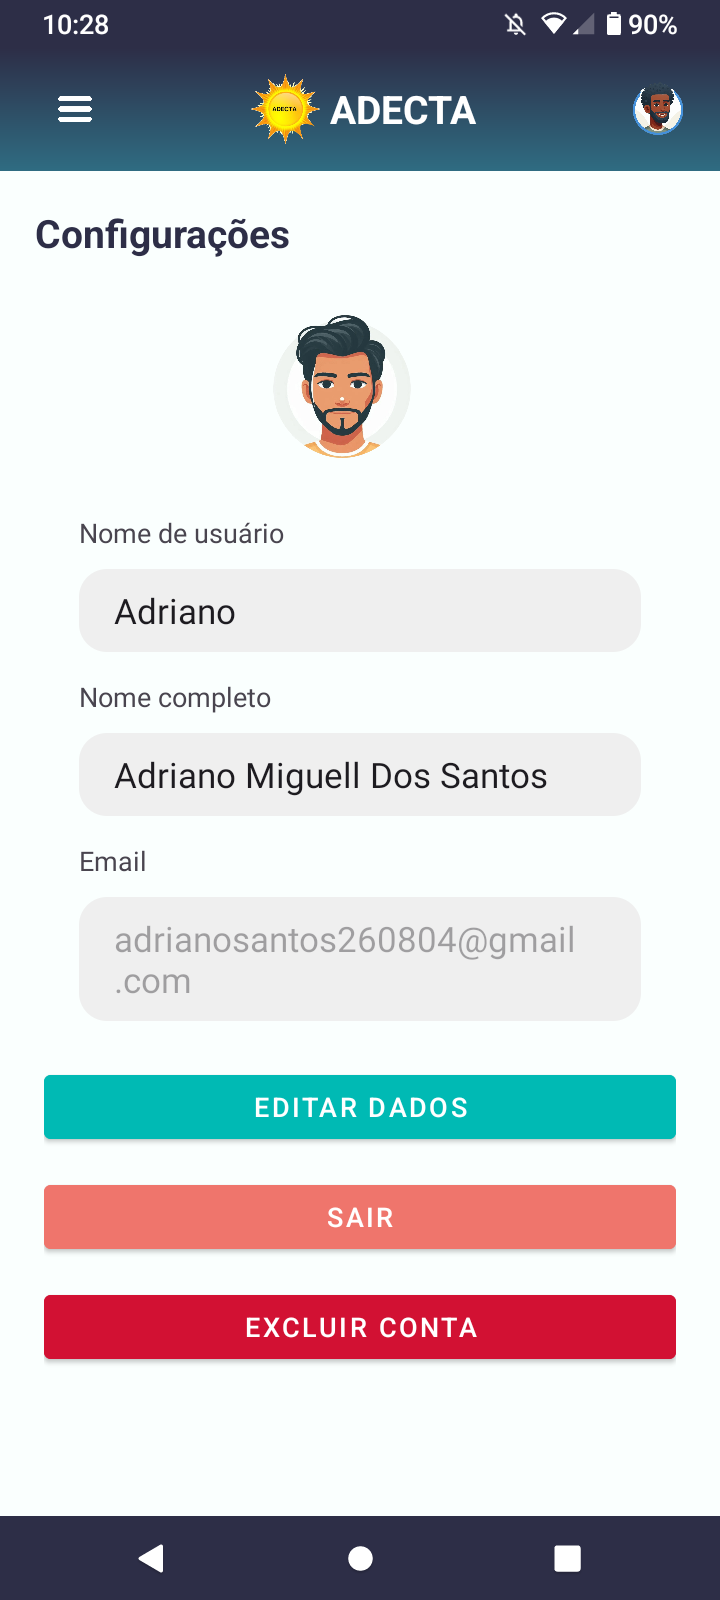 10:28
90%
ADECTA
ADECTA
Configurações
Nome de usuário
Adriano
Nome completo
Adriano Miguell Dos Santos
Email
adrianosantos260804@gmail
.com
EDITAR DADOS
SAIR
EXCLUIR CONTA